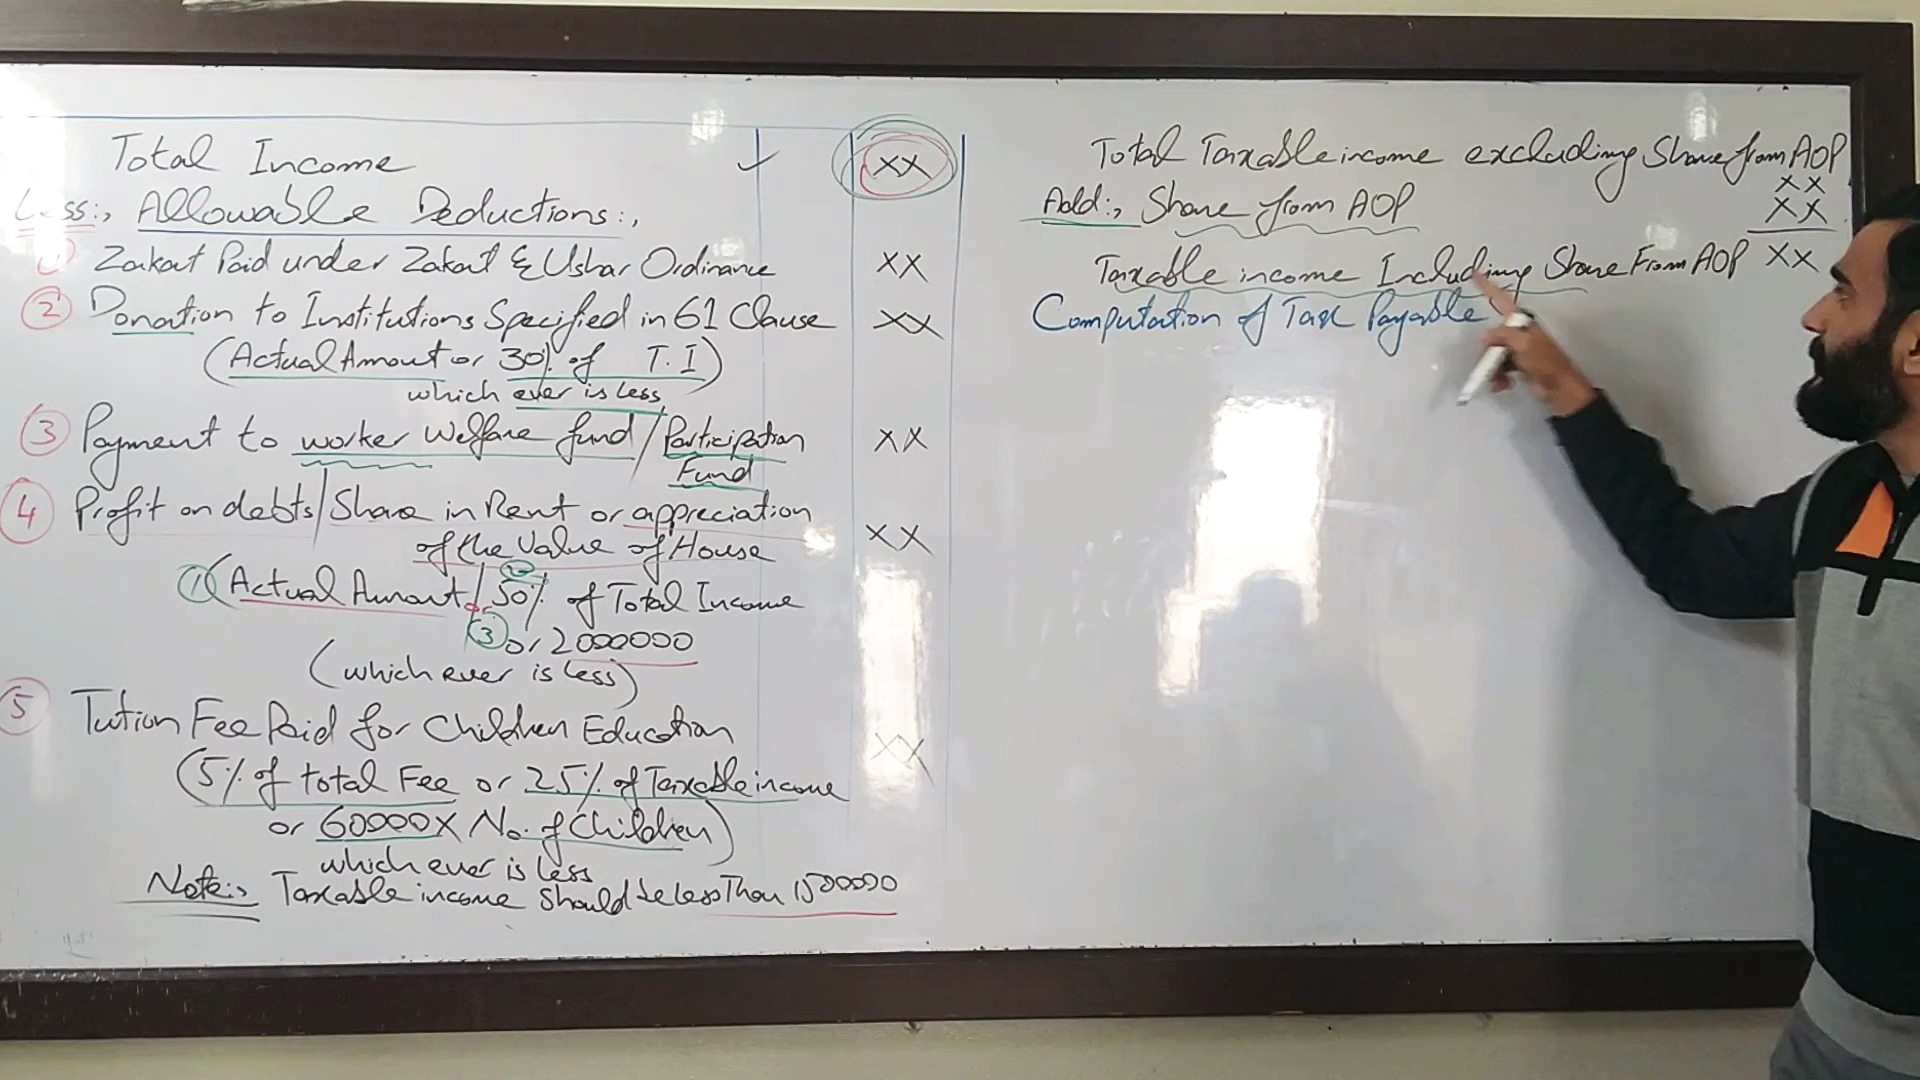 Total Income ✓ XX
Less:, Allowable Deductions:,
1 Zakat Paid under Zakat & Ushar Ordinance XX
2 Donation to Institutions Specified in 61 Clause XX
(Actual Amount or 30% of T.I)
which ever is less
3 Payment to worker Welfare fund / Participation XX
Fund
4 Profit on debts / Share in Rent or appreciation
of the Value of House XX
1 (Actual Amount / or 2 50% of Total Income
3 or 2000000
(which ever is less)
5 Tution Fee Paid for Children Education
XX
(5% of total Fee or 25% of Taxable income
or 60000 X No. of Children)
which ever is less
Note:, Taxable income Should be less Than 1500000
Total Taxable income excluding Share from AOP
XX
Add:, Share from AOP XX
Taxable income Including Share From AOP XX
Computation of Tax Payable